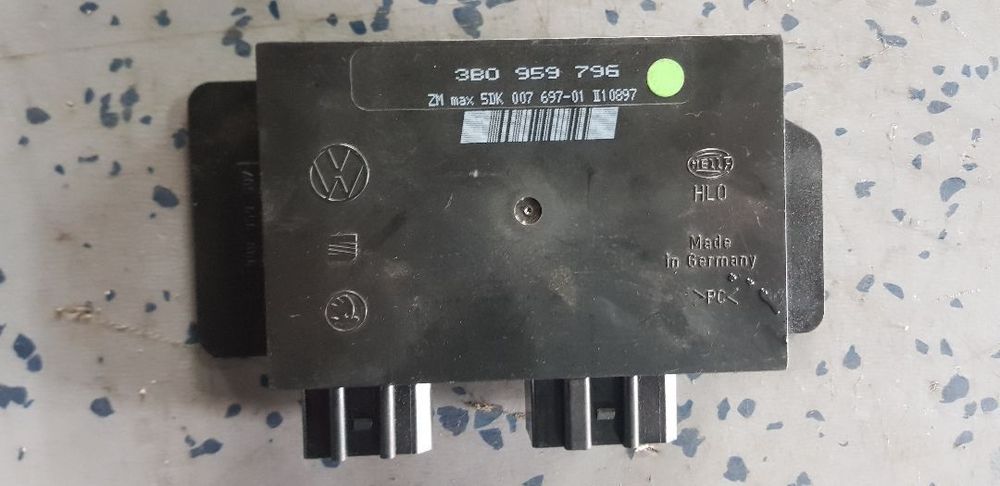 3B0 959 796
ZM max 5DK 007 697-01 II10897
HELLA
HLO
Made
in Germany
>PC<